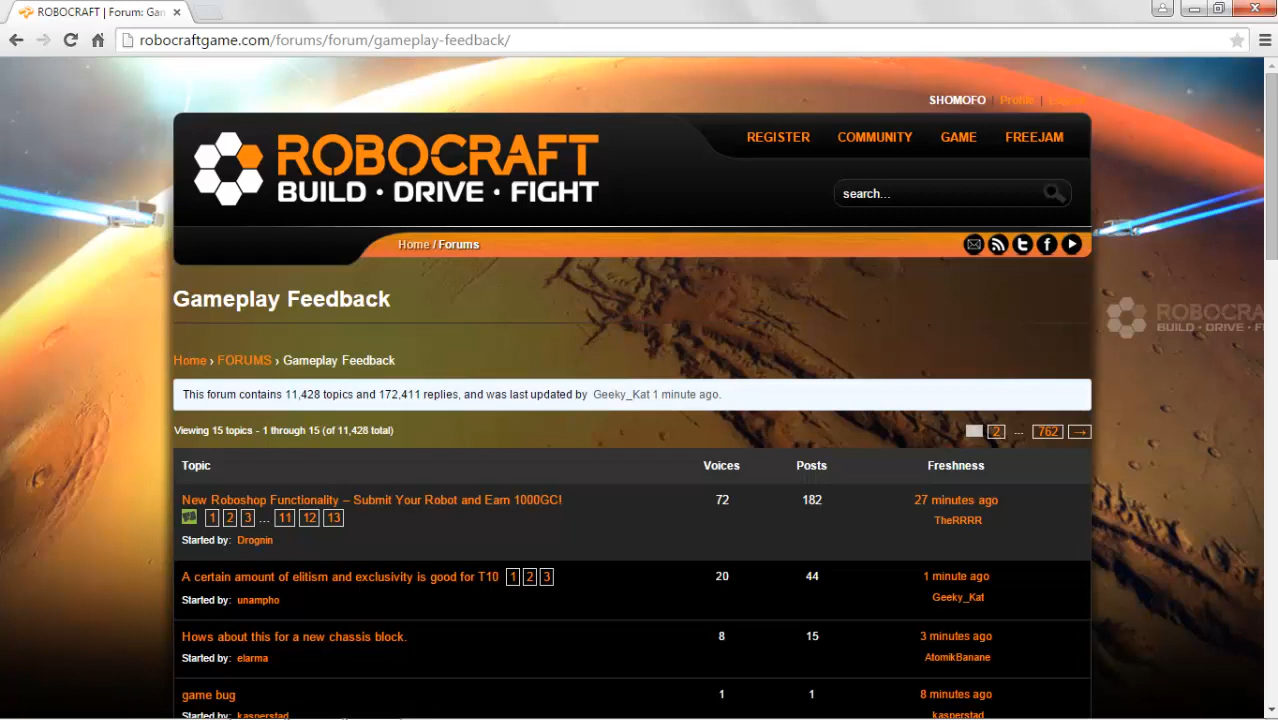 ROBOCRAFT | Forum: Gan
robocraftgame.com/forums/forum/gameplay-feedback/
SHOMOFO | Profile |
ROBOCRAFT
BUILD · DRIVE · FIGHT
REGISTER COMMUNITY GAME FREEJAM
search...
Home / Forums
Gameplay Feedback
ROBOCRA
BUILD · DRIVE · F
Home › FORUMS › Gameplay Feedback
This forum contains 11,428 topics and 172,411 replies, and was last updated by Geeky_Kat 1 minute ago.
Viewing 15 topics - 1 through 15 (of 11,428 total)
2 ... 762 →
Topic Voices Posts Freshness
New Roboshop Functionality – Submit Your Robot and Earn 1000GC! 72 182 27 minutes ago
1 2 3 ... 11 12 13 TheRRRR
Started by: Drognin
A certain amount of elitism and exclusivity is good for T10 1 2 3 20 44 1 minute ago
Started by: unampho Geeky_Kat
Hows about this for a new chassis block. 8 15 3 minutes ago
Started by: elarma AtomikBanane
game bug 1 1 8 minutes ago
Started by: kasperstad kasperstad